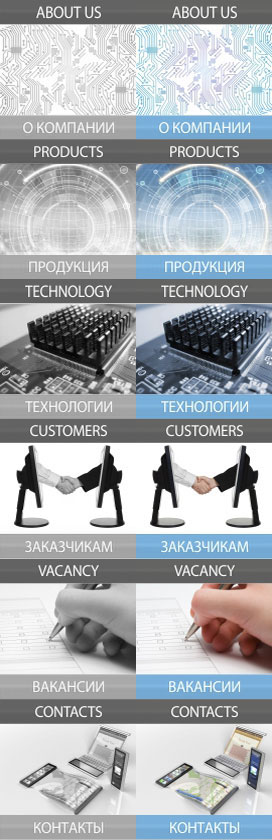 ABOUT US ABOUT US
О КОМПАНИИ О КОМПАНИИ
PRODUCTS PRODUCTS
ПРОДУКЦИЯ ПРОДУКЦИЯ
TECHNOLOGY TECHNOLOGY
ТЕХНОЛОГИИ ТЕХНОЛОГИИ
CUSTOMERS CUSTOMERS
ЗАКАЗЧИКАМ ЗАКАЗЧИКАМ
VACANCY VACANCY
ВАКАНСИИ ВАКАНСИИ
CONTACTS CONTACTS
КОНТАКТЫ КОНТАКТЫ